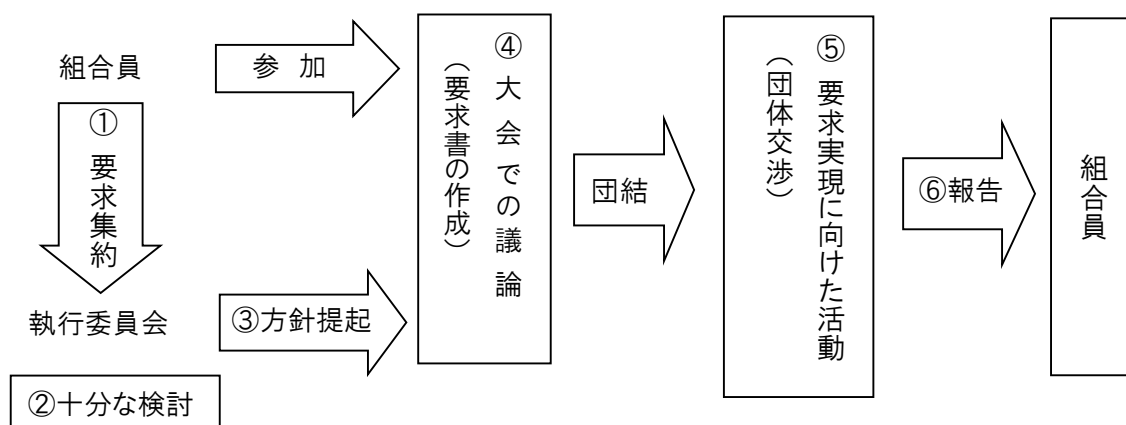 組合員
①要求集約
執行委員会
②十分な検討
参 加
③方針提起
④大会での議論
(要求書の作成)
団結
⑤要求実現に向けた活動
(団体交渉)
⑥報告
組合員